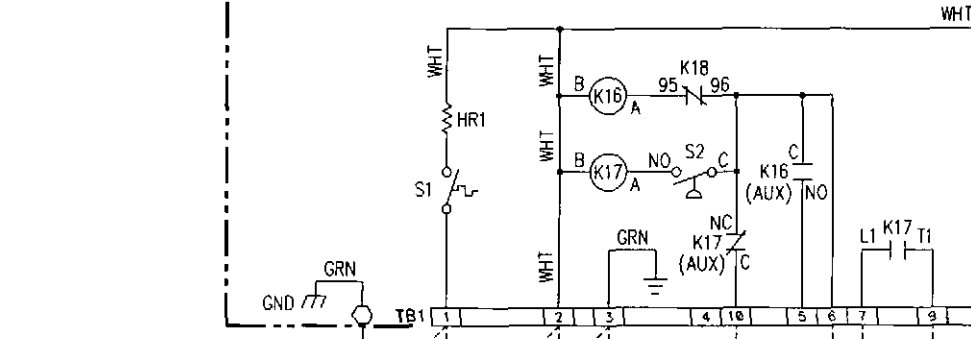 WHT
WHT
WHT
K18
95
96
B
K16
A
HR1
WHT
S2
C
B
NO
C
K17
A
K16
(AUX)
NO
S1
NC
K17
(AUX)
C
GRN
L1
K17
T1
WHT
GRN
GND
TB1
1
2
3
4
10
5
6
7
9